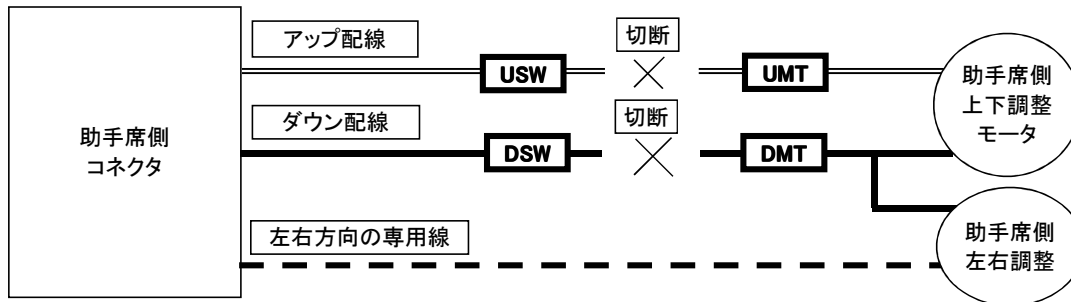 アップ配線
切断
USW
UMT
助手席側
上下調整
モータ
助手席側
コネクタ
ダウン配線
切断
DSW
DMT
左右方向の専用線
助手席側
左右調整